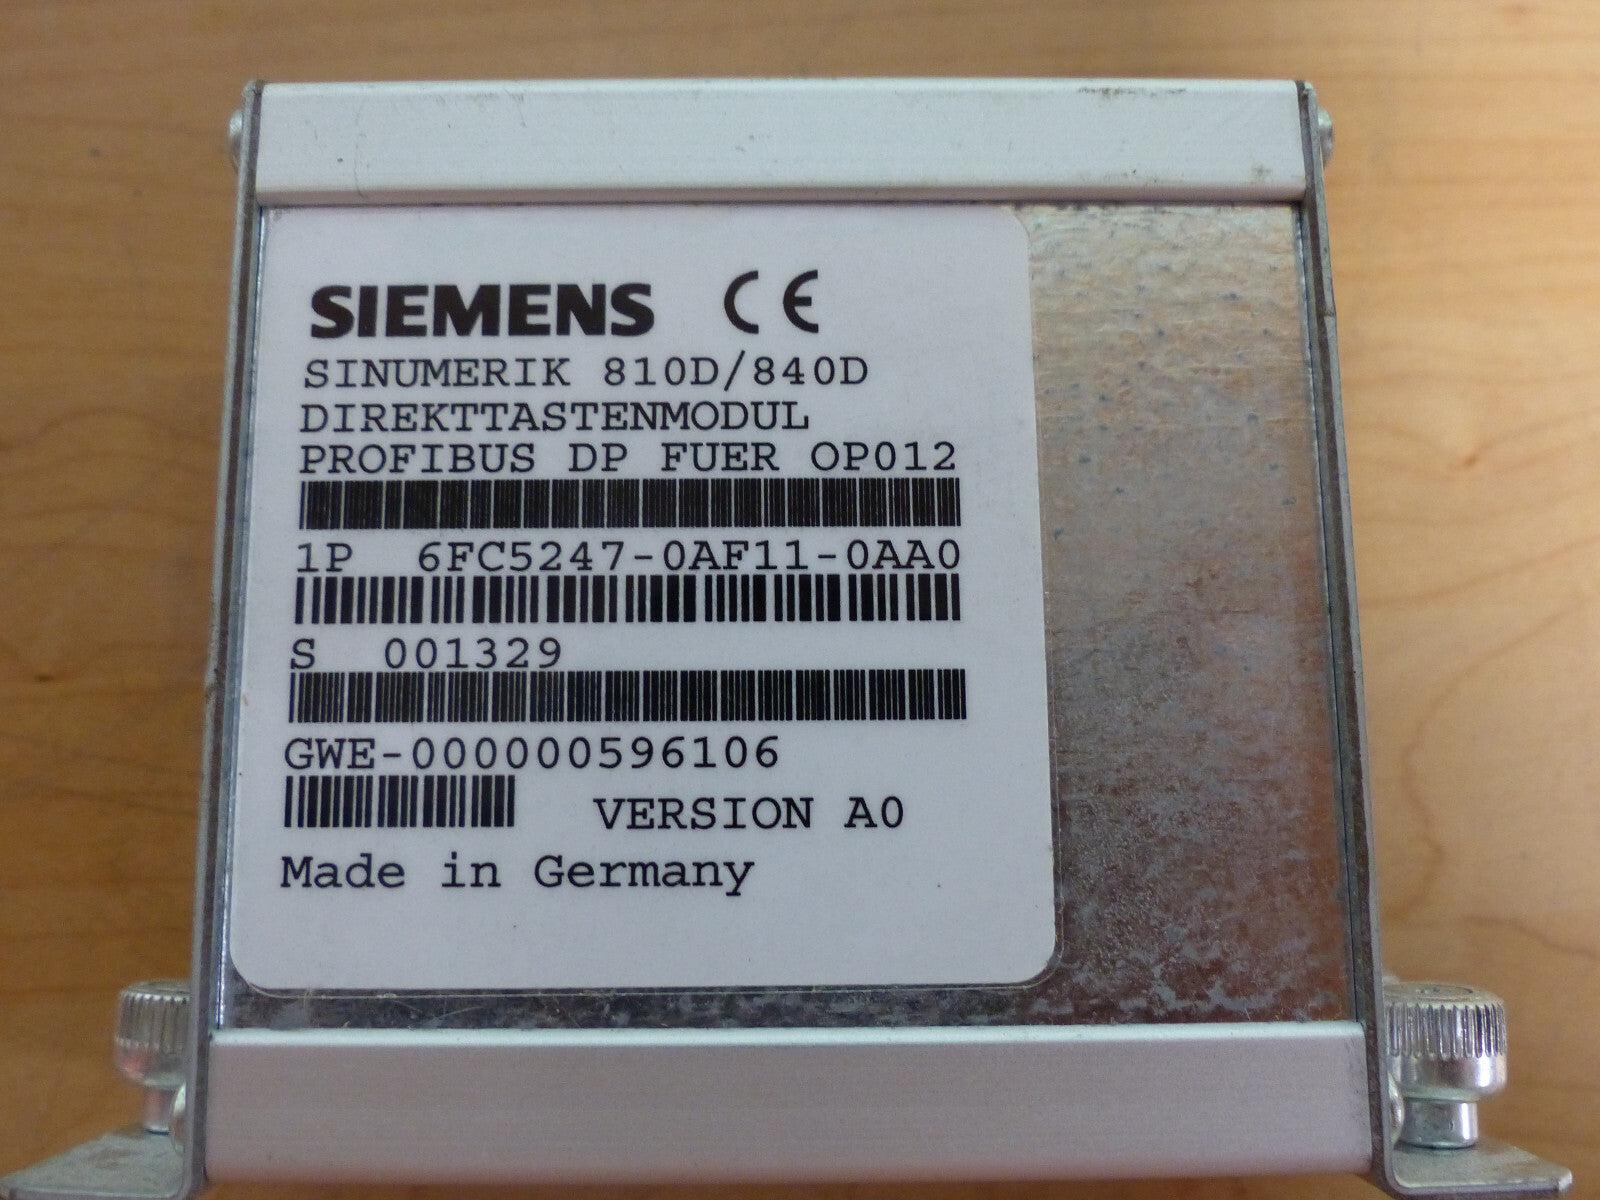 SIEMENS CE
SINUMERIK 810D/840D
DIREKTTASTENMODUL
PROFIBUS DP FUER OP012
1P 6FC5247-0AF11-0AA0
S 001329
GWE-000000596106
VERSION A0
Made in Germany